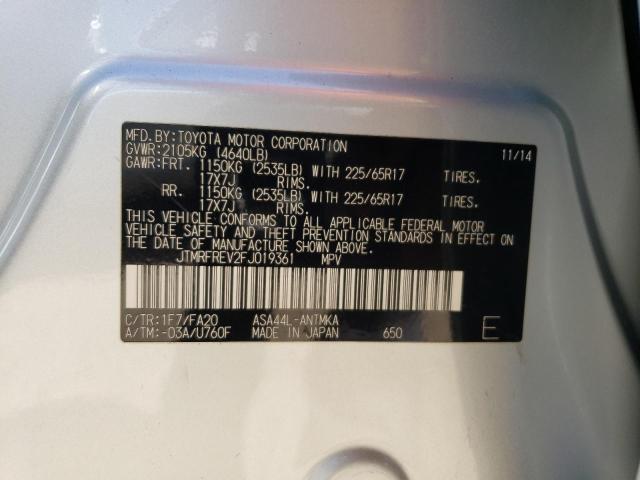 MFD.BY:TOYOTA MOTOR CORPORATION 11/14
GVWR:2105KG (4640LB)
GAWR:FRT. 1150KG (2535LB) WITH 225/65R17 TIRES.
17X7J RIMS.
RR. 1150KG (2535LB) WITH 225/65R17 TIRES.
17X7J RIMS.
THIS VEHICLE CONFORMS TO ALL APPLICABLE FEDERAL MOTOR
VEHICLE SAFETY AND THEFT PREVENTION STANDARDS IN EFFECT ON
THE DATE OF MANUFACTURE SHOWN ABOVE.
JTMRFREV2FJ019361 MPV
C/TR:1F7/FA20 ASA44L-ANTMKA
A/TM:-03A/U760F MADE IN JAPAN 650 E